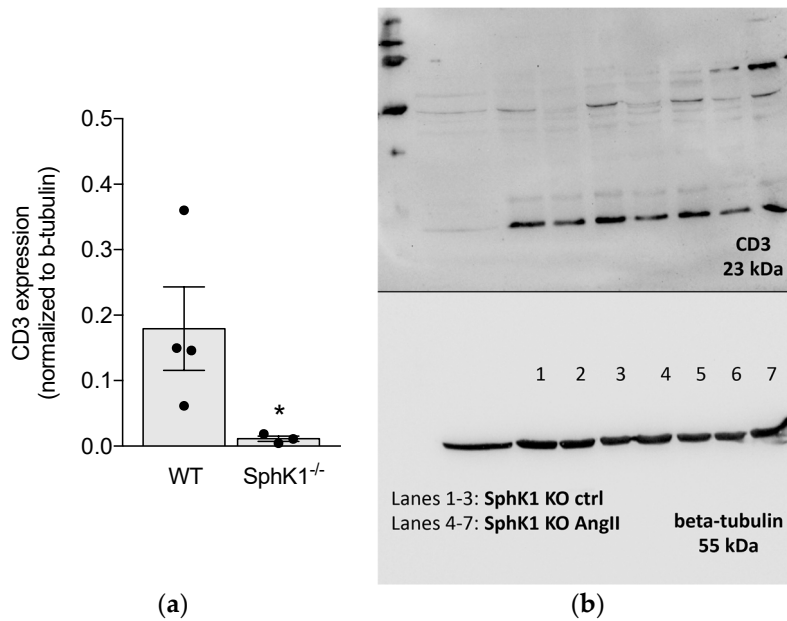 CD3 expression
(normalized to b-tubulin)
0.5
0.4
0.3
0.2
0.1
0.0
*
WT SphK1-/-
(a)
CD3
23 kDa
1 2 3 4 5 6 7
Lanes 1-3: SphK1 KO ctrl
Lanes 4-7: SphK1 KO AngII
beta-tubulin
55 kDa
(b)